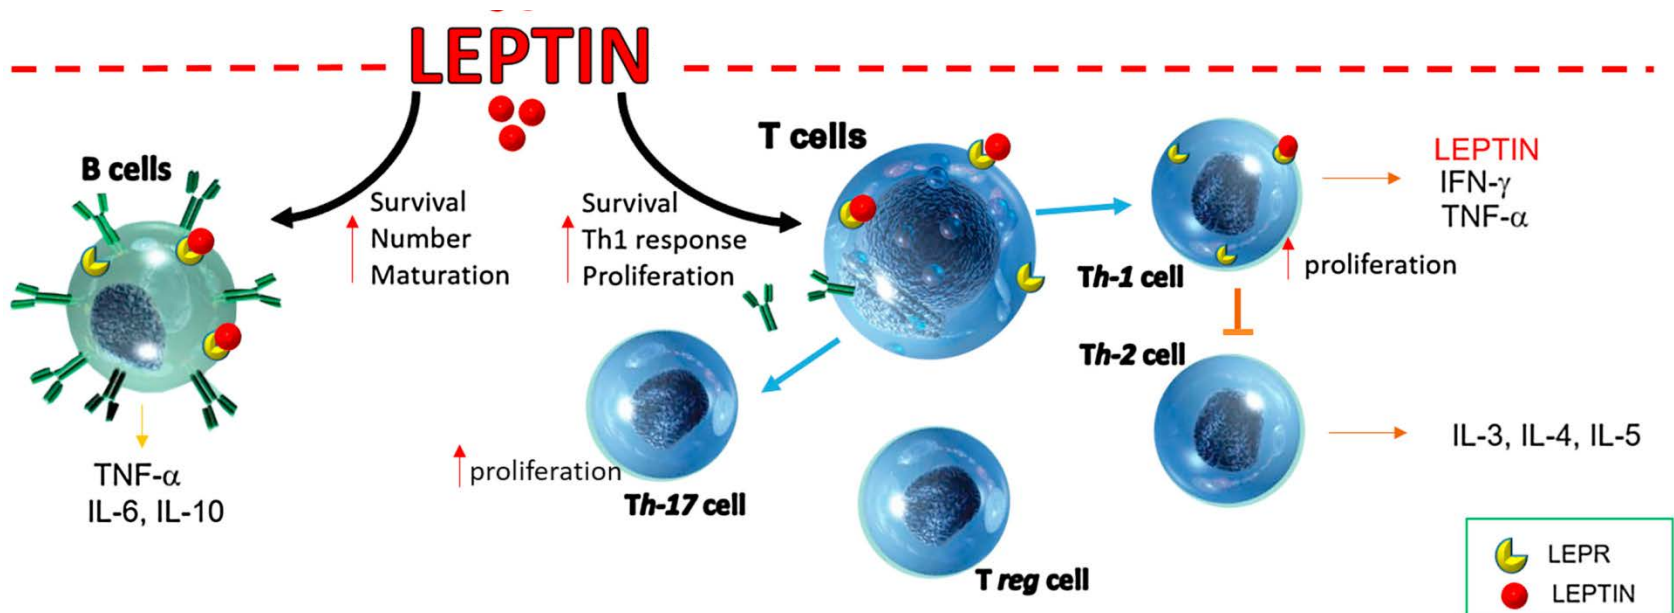 LEPTIN
B cells
Survival
Number
Maturation
Survival
Th1 response
Proliferation
T cells
LEPTIN
IFN-γ
TNF-α
Th-1 cell
proliferation
Th-2 cell
IL-3, IL-4, IL-5
TNF-α
IL-6, IL-10
proliferation
Th-17 cell
T reg cell
LEPR
LEPTIN